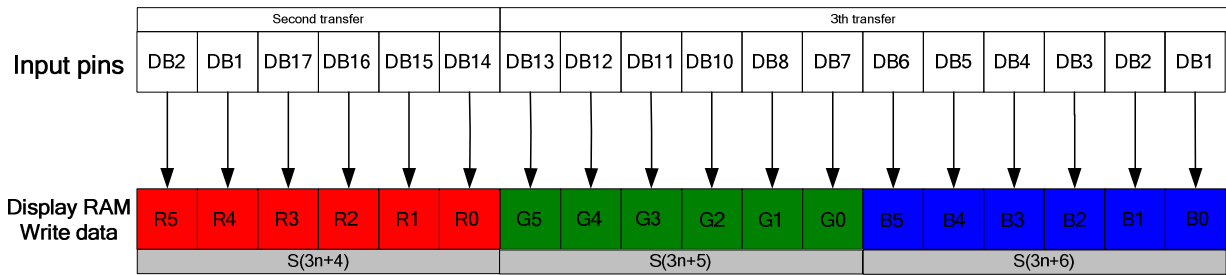 Second transfer 3th transfer
Input pins DB2 DB1 DB17 DB16 DB15 DB14 DB13 DB12 DB11 DB10 DB8 DB7 DB6 DB5 DB4 DB3 DB2 DB1
Display RAM
Write data
R5 R4 R3 R2 R1 R0 G5 G4 G3 G2 G1 G0 B5 B4 B3 B2 B1 B0
S(3n+4) S(3n+5) S(3n+6)